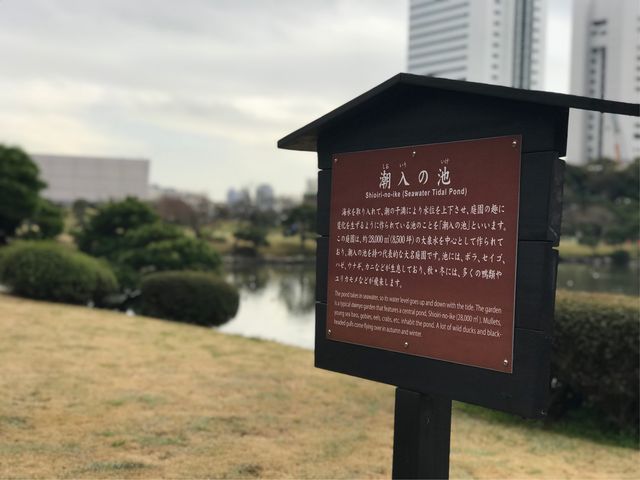 しお いり いけ
潮入の池
Shioiri-no-ike (Seawater Tidal Pond)
海水を取り入れて、潮の干満により水位を上下させ、庭園の趣に
変化を生ずるように作られた池のことを「潮入の池」といいます。
この庭園は、約28,000㎡(8,500坪)の大泉水を中心として作られて
おり、潮入の池を持つ、代表的な大名庭園です。池には、ボラ、セイゴ、
ハゼ、ウナギ、カニなどが生息しており、秋・冬には、多くの鴨類や
ユリカモメなどが飛来します。
The pond takes in seawater, so its water level goes up and down with the tide. The garden
is a typical daimyo garden that features a central pond, Shioiri no-ike (28,000 ㎡). Mullets,
young sea bass, gobies, eels, crabs, etc. inhabit the pond. A lot of wild ducks and black-
headed gulls come flying over in autumn and winter.